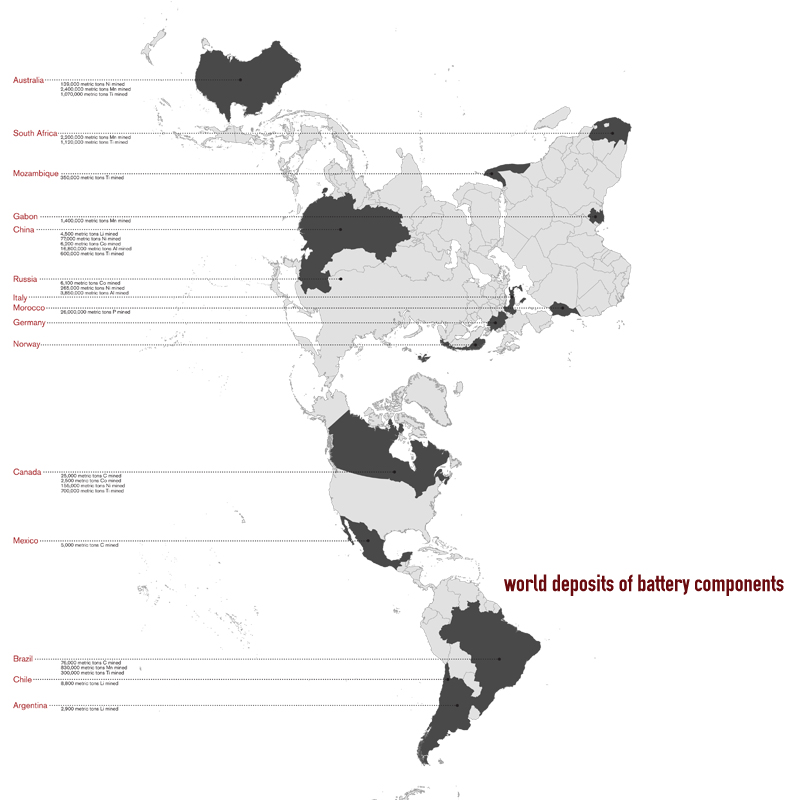 Australia
139,000 metric tons Ni mined
2,400,000 metric tons Mn mined
1,070,000 metric tons Ti mined
South Africa
2,200,000 metric tons Mn mined
1,120,000 metric tons Ti mined
Mozambique
350,000 metric tons Ti mined
Gabon
1,400,000 metric tons Mn mined
China
4,500 metric tons Li mined
77,000 metric tons Ni mined
6,200 metric tons Co mined
16,800,000 metric tons Al mined
600,000 metric tons Ti mined
Russia
6,100 metric tons Co mined
265,000 metric tons Ni mined
3,850,000 metric tons Al mined
Italy
Morocco
26,000,000 metric tons P mined
Germany
Norway
Canada
25,000 metric tons C mined
2,500 metric tons Co mined
155,000 metric tons Ni mined
700,000 metric tons Ti mined
Mexico
5,000 metric tons C mined
world deposits of battery components
Brazil
76,000 metric tons C mined
830,000 metric tons Mn mined
300,000 metric tons Ti mined
Chile
8,800 metric tons Li mined
Argentina
2,900 metric tons Li mined